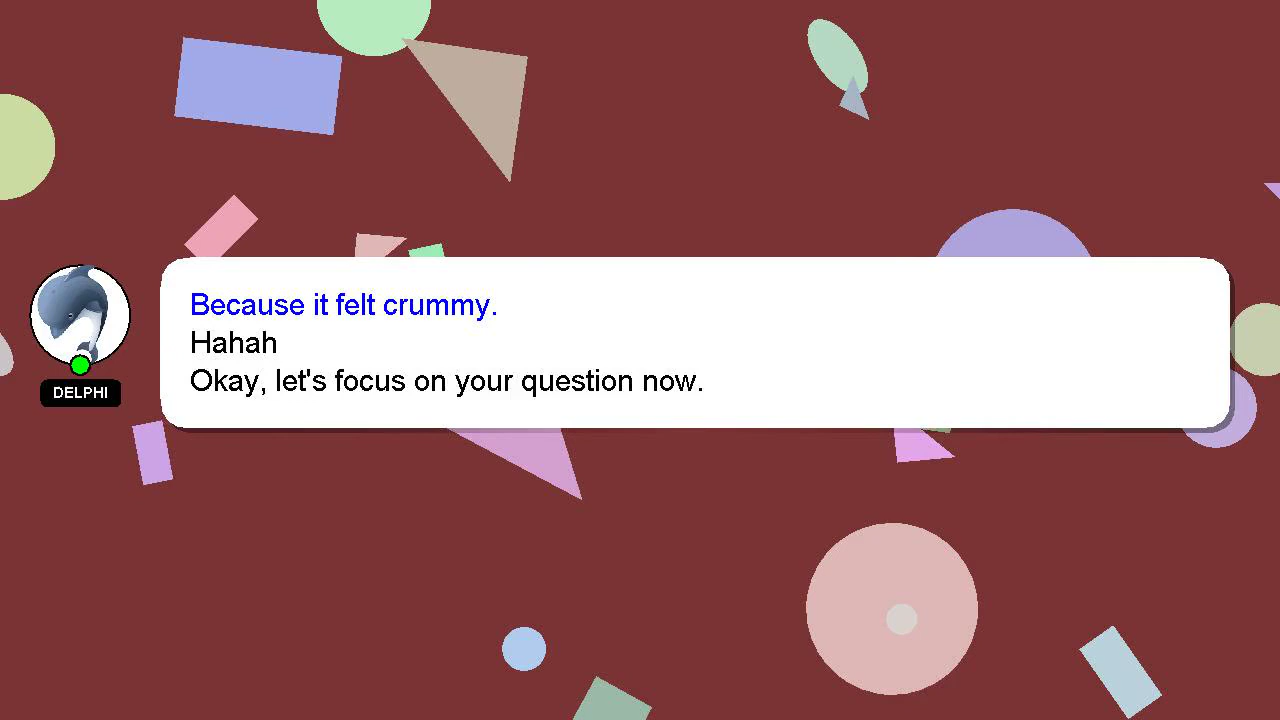 Because it felt crummy.
Hahah
Okay, let's focus on your question now.
DELPHI